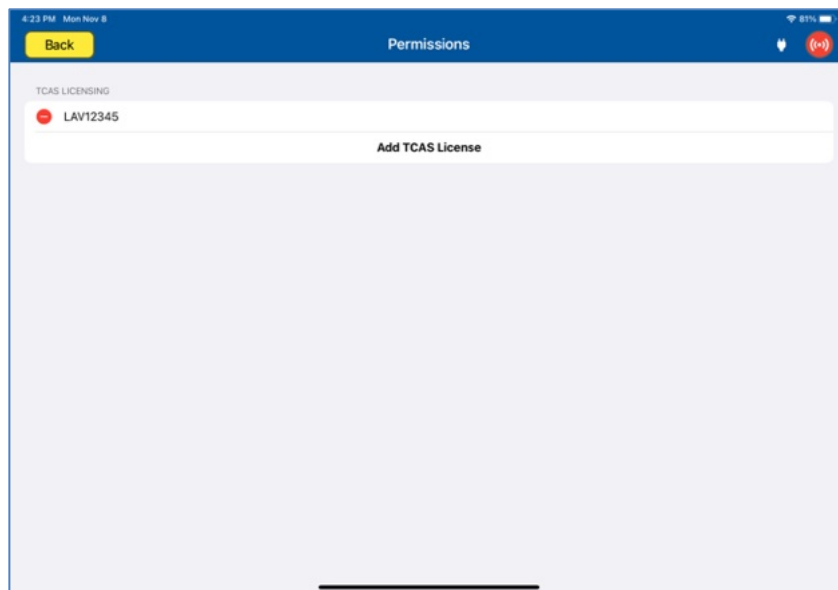 4:23 PM Mon Nov 8 81%
Back Permissions
TCAS LICENSING
LAV12345
Add TCAS License